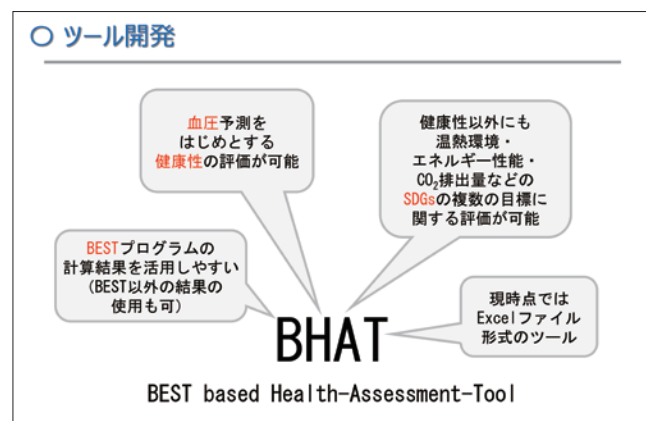 ○ ツール開発
血圧予測を
はじめとする
健康性の評価が可能
健康性以外にも
温熱環境・
エネルギー性能・
CO₂排出量などの
SDGsの複数の目標に
関する評価が可能
BESTプログラムの
計算結果を活用しやすい
(BEST以外の結果の
使用も可)
現時点では
Excelファイル
形式のツール
BHAT
BEST based Health-Assessment-Tool